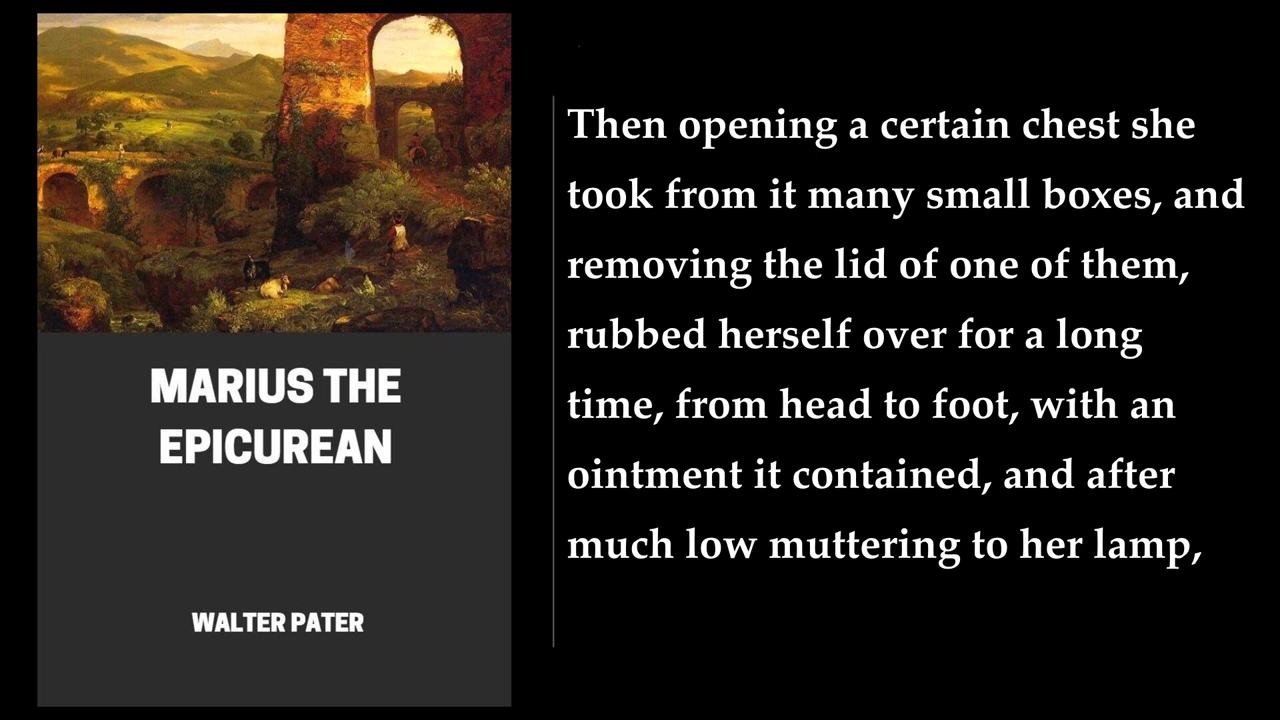 MARIUS THE
EPICUREAN
WALTER PATER
Then opening a certain chest she
took from it many small boxes, and
removing the lid of one of them,
rubbed herself over for a long
time, from head to foot, with an
ointment it contained, and after
much low muttering to her lamp,